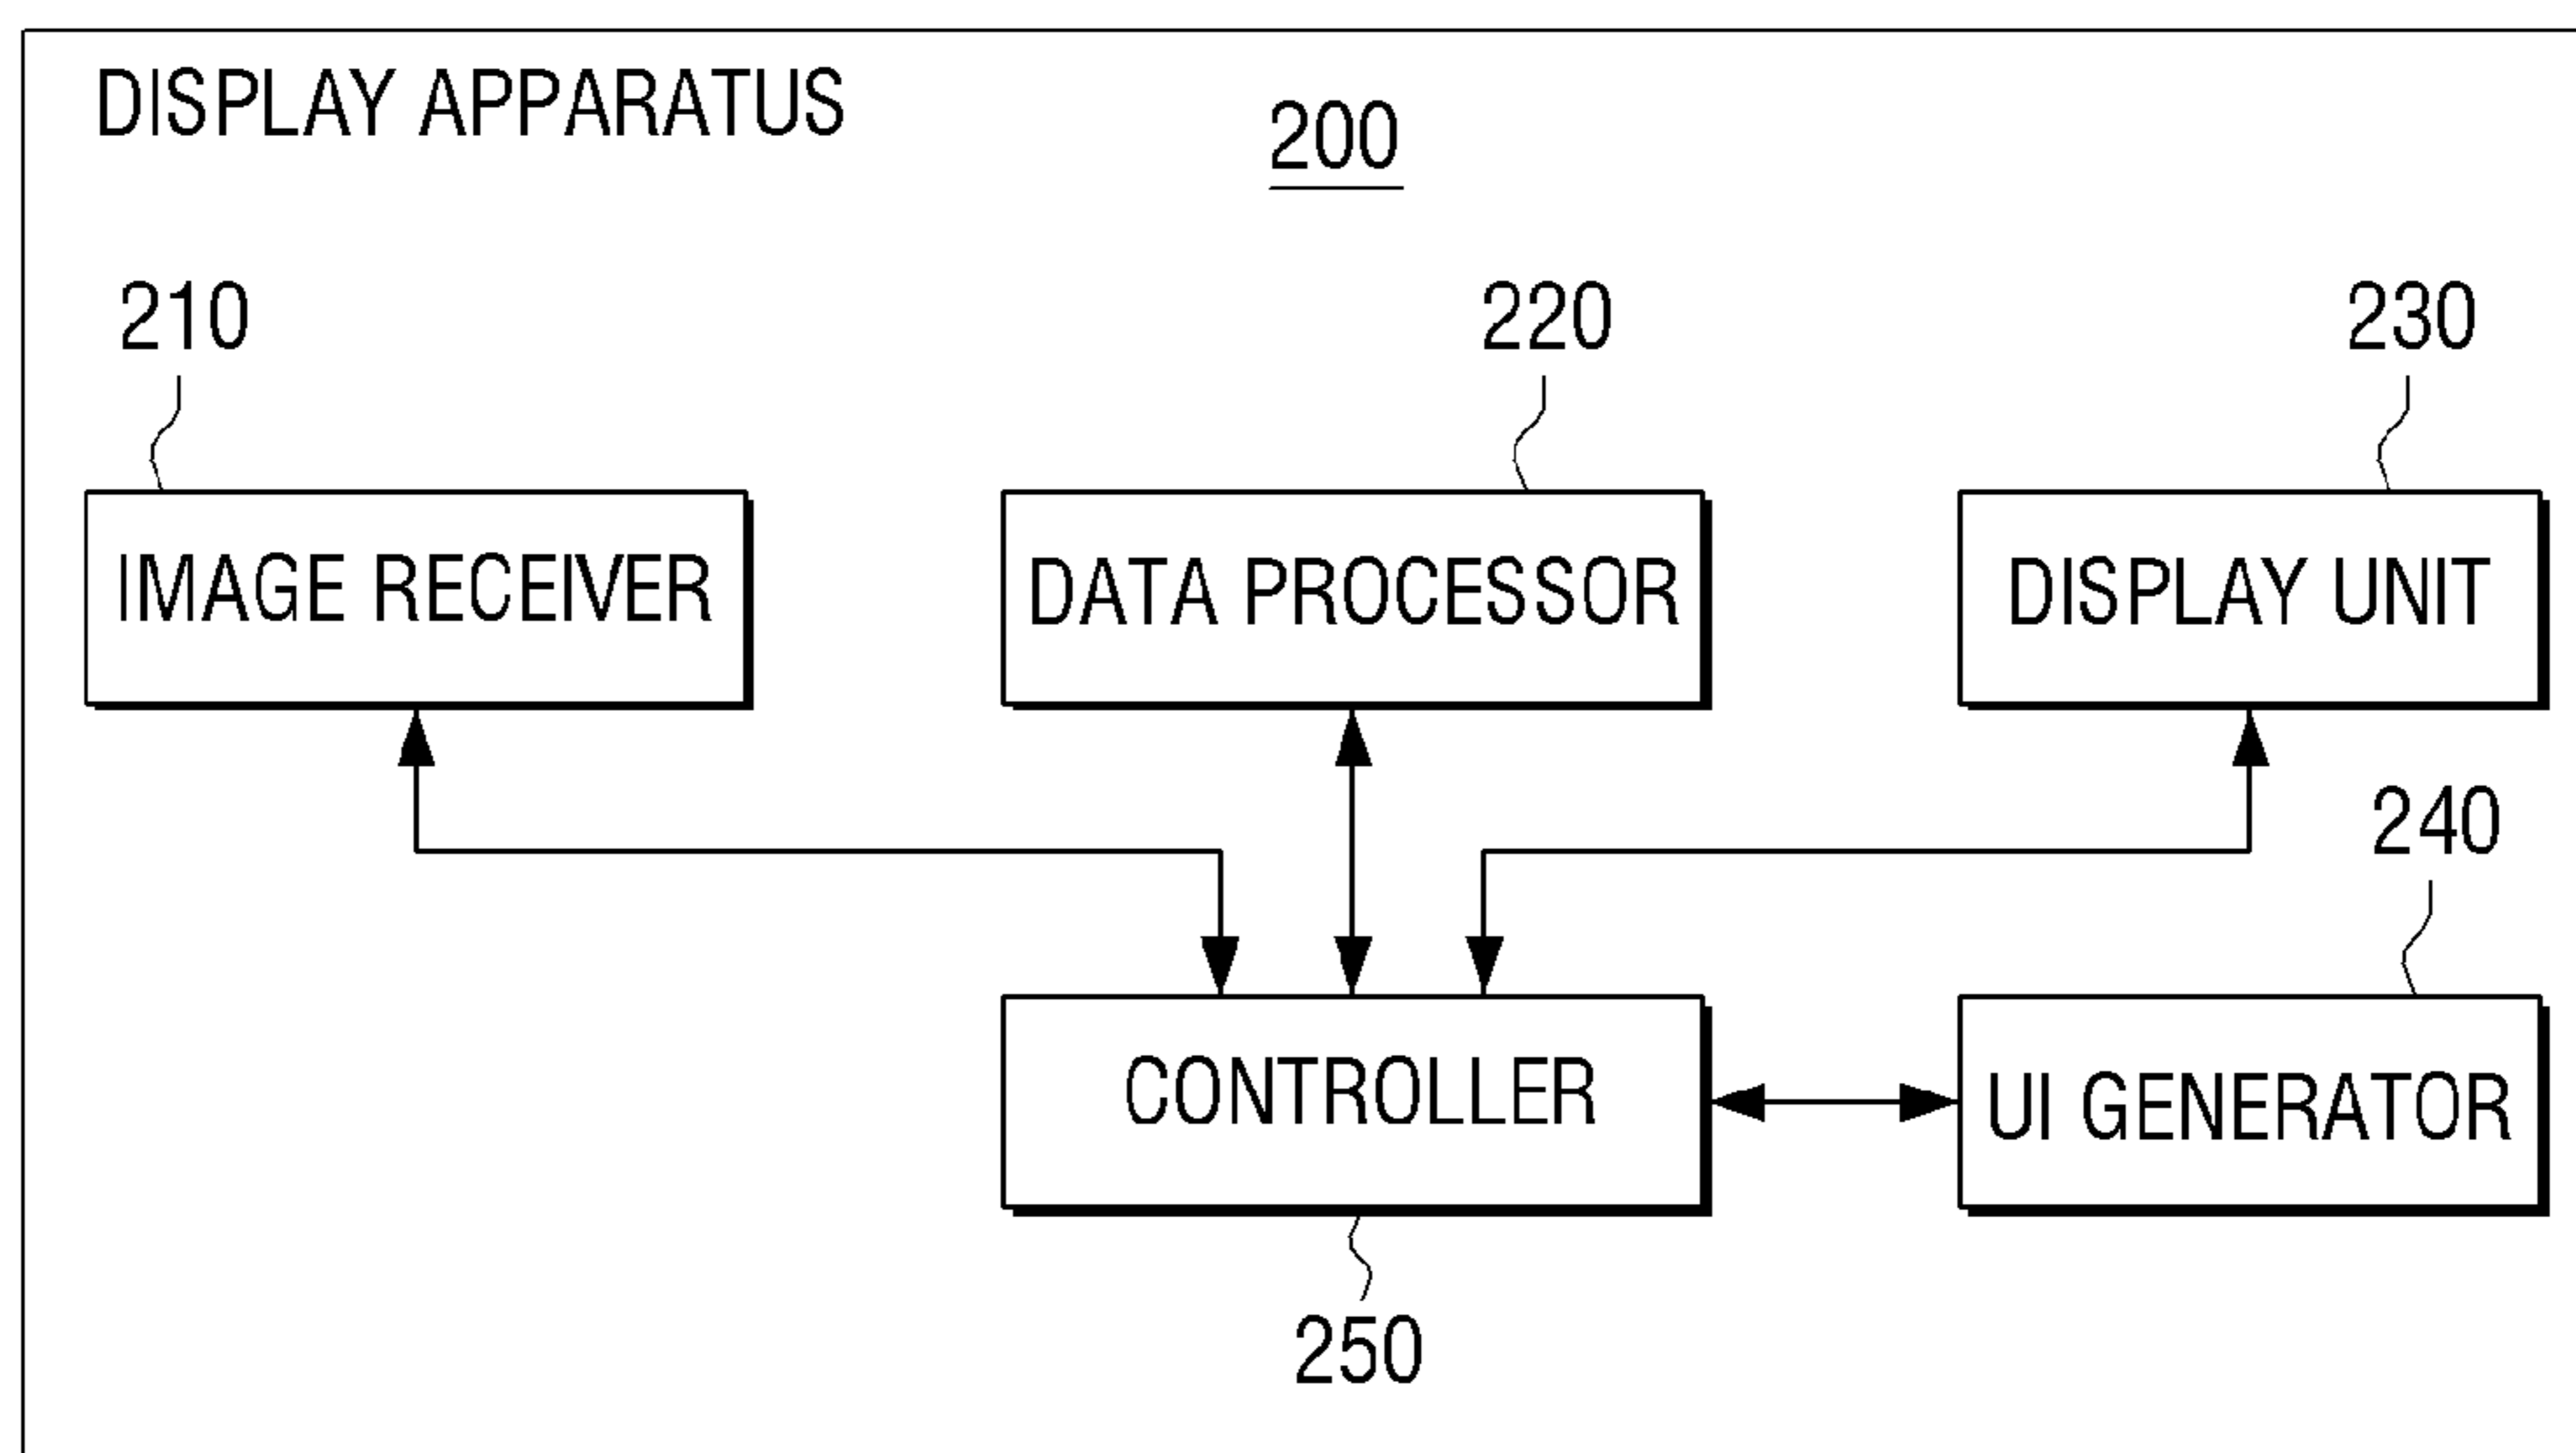 DISPLAY APPARATUS
200
210
220
230
IMAGE RECEIVER
DATA PROCESSOR
DISPLAY UNIT
240
CONTROLLER
UI GENERATOR
250